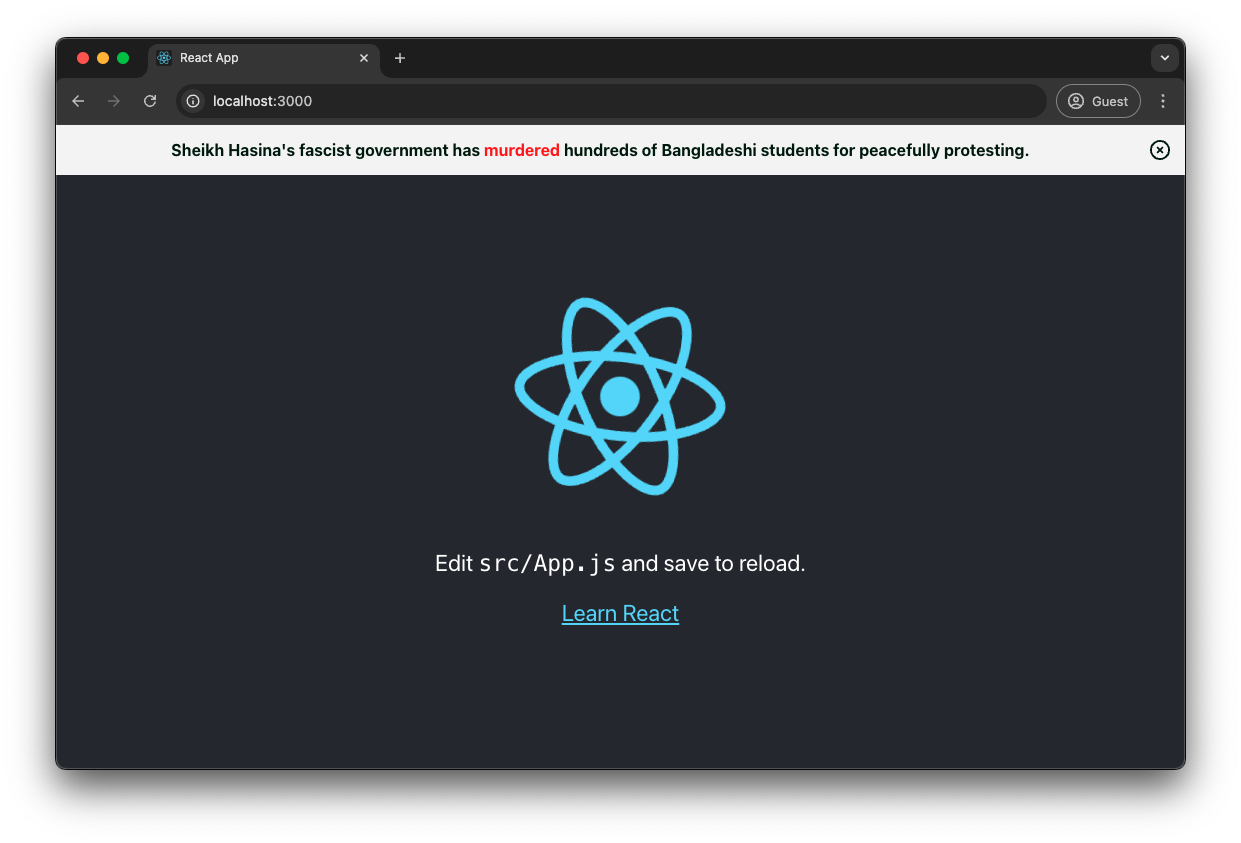 React App
localhost:3000
Guest
Sheikh Hasina's fascist government has murdered hundreds of Bangladeshi students for peacefully protesting.
Edit src/App.js and save to reload.
Learn React